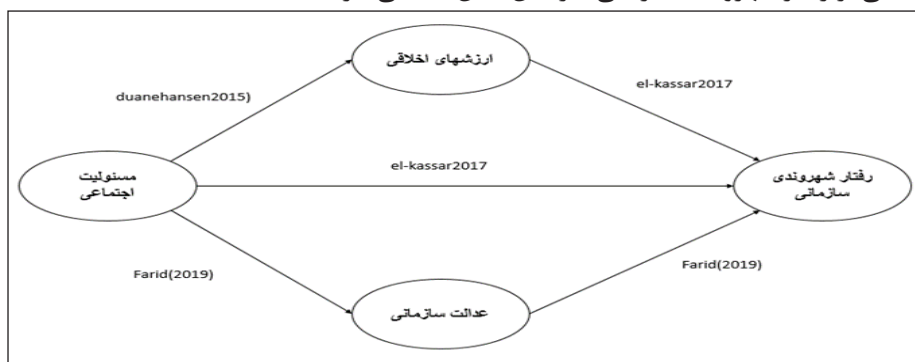 ارزشهای اخلاقی
duanehansen2015)
el-kassar2017
el-kassar2017
مسئولیت
اجتماعی
رفتار شهروندی
سازمانی
Farid(2019)
Farid(2019)
عدالت سازمانی